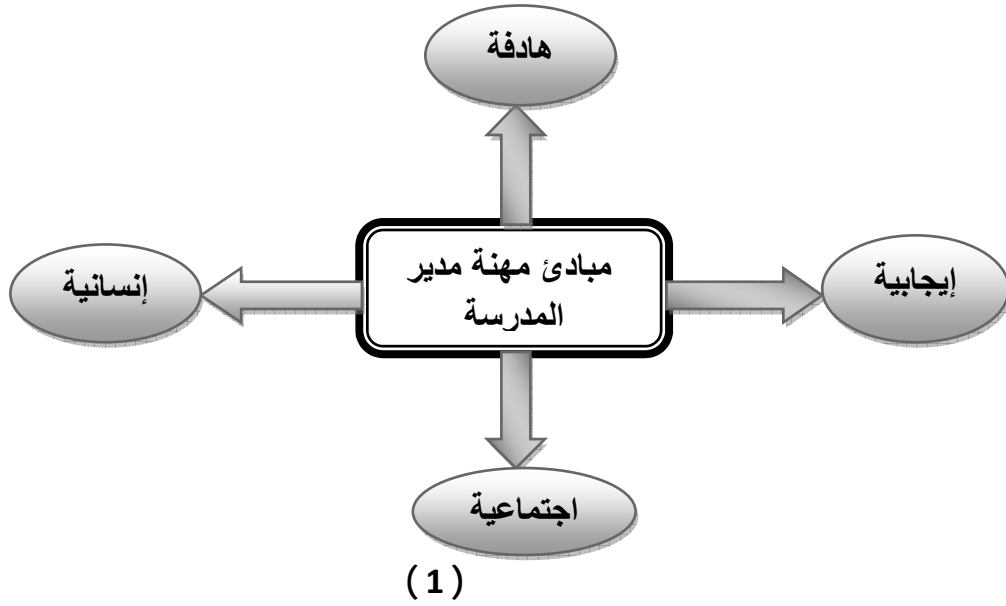 هادفة
مبادئ مهنة مدير
المدرسة
إيجابية
إنسانية
اجتماعية
(1)